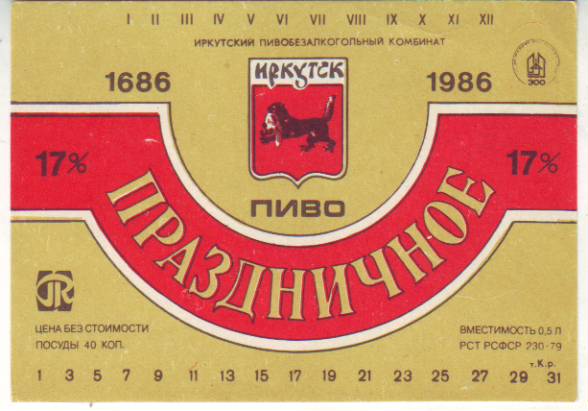 I II III IV V VI VII VIII IX X XI XII
ИРКУТСКИЙ ПИВОБЕЗАЛКОГОЛЬНЫЙ КОМБИНАТ
1686
ИРКУТСК
1986
300
17%
17%
ПИВО
ПРАЗДНИЧНОЕ
ЦЕНА БЕЗ СТОИМОСТИ
ПОСУДЫ 40 КОП.
ВМЕСТИМОСТЬ 0,5 Л
РСТ РСФСР 230-79
т.К.р.
1 3 5 7 9 11 13 15 17 19 21 23 25 27 29 31